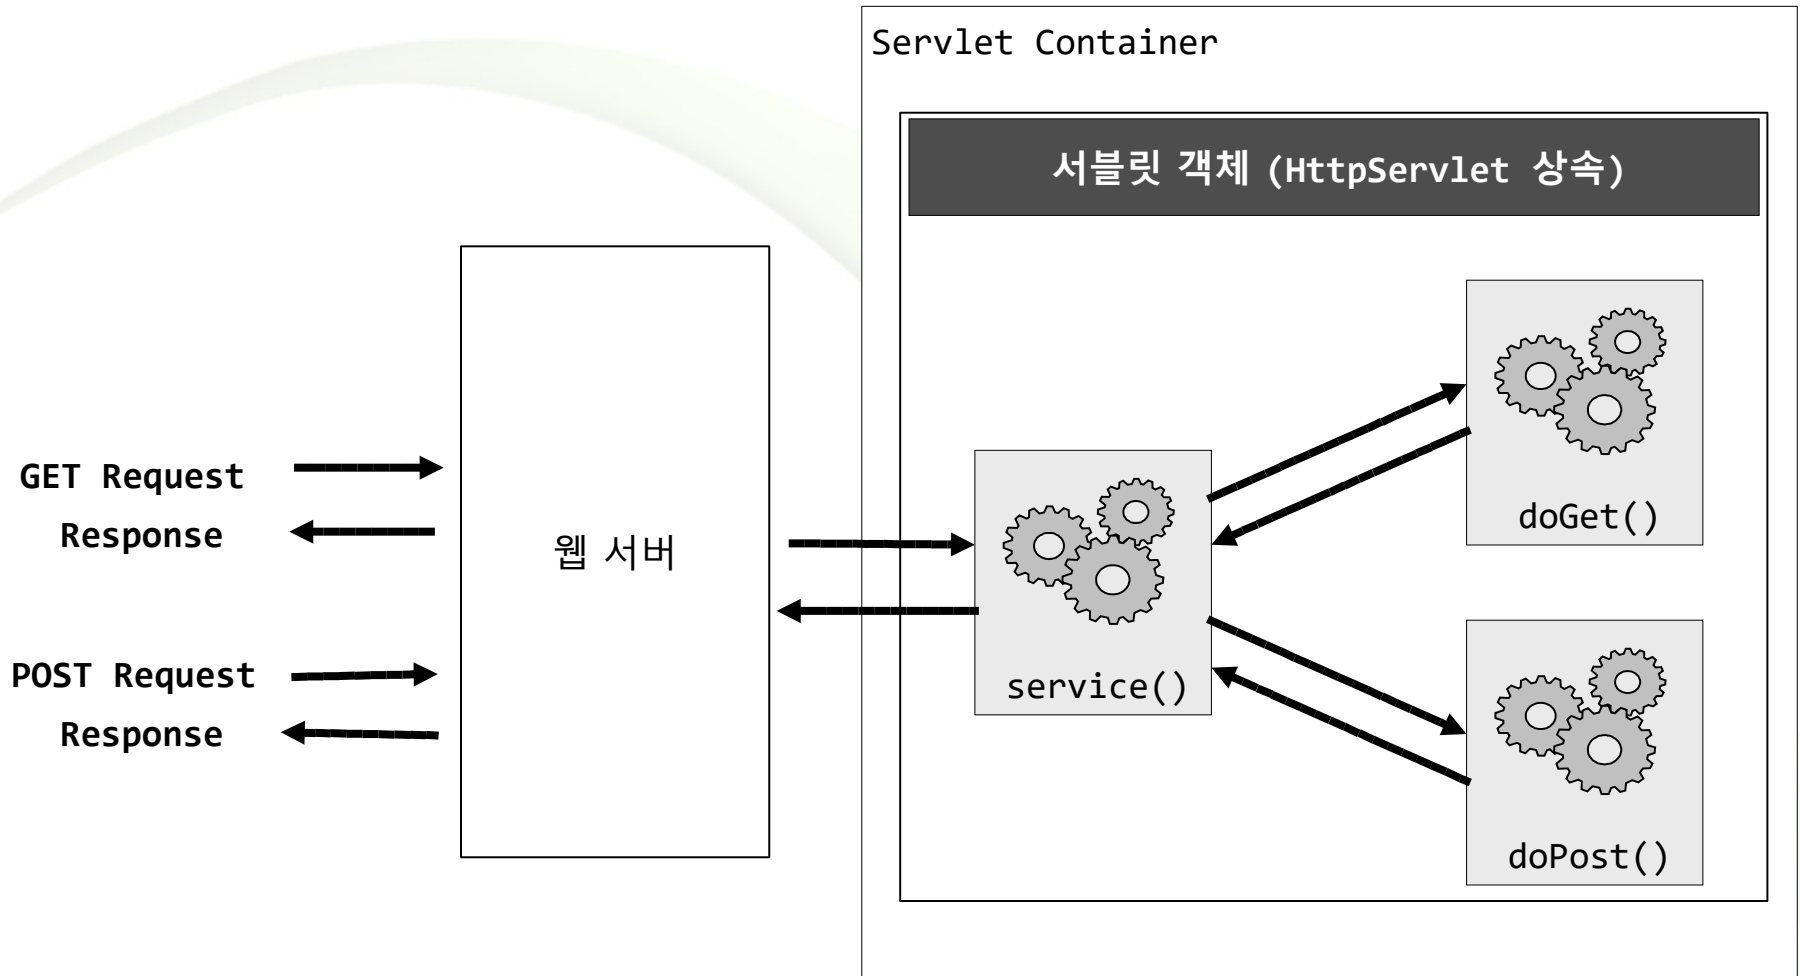 Servlet Container
서블릿 객체 (HttpServlet 상속)
GET Request
Response
POST Request
Response
웹 서버
service()
doGet()
doPost()